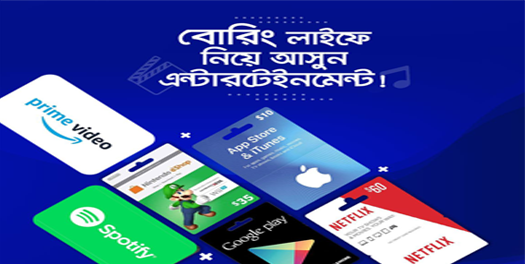 বোরিং লাইফে
নিয়ে আসুন
এন্টারটেইনমেন্ট!
prime video
Nintendo eShop
$35
$10
App Store
& iTunes
Spotify
Google play
$60
NETFLIX
NETFLIX